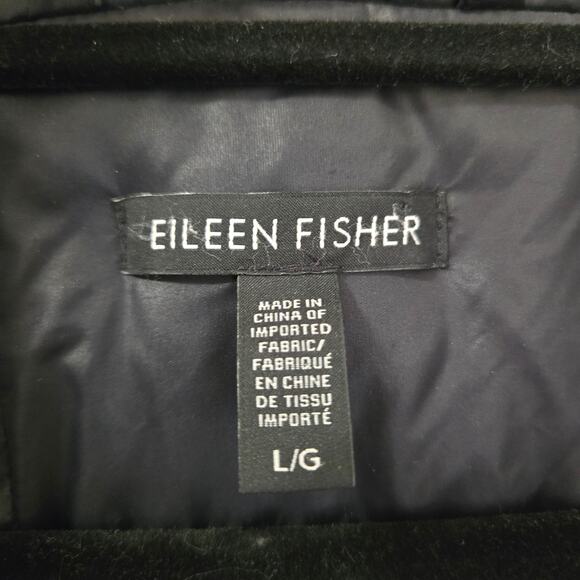 EILEEN FISHER
MADE IN
CHINA OF
IMPORTED
FABRIC/
FABRIQUÉ
EN CHINE
DE TISSU
IMPORTÉ
L/G